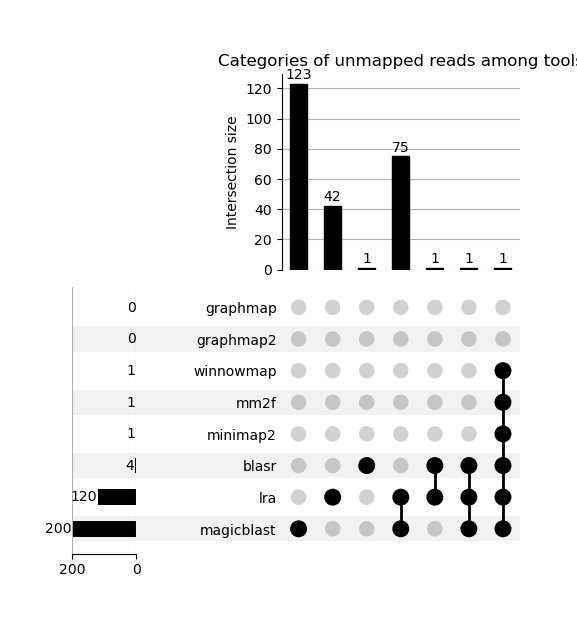 Categories of unmapped reads among tools
123
120
100
80
75
60
42
40
20
1
1
1
1
0
Intersection size
0 graphmap
0 graphmap2
1 winnowmap
1 mm2f
1 minimap2
4 blasr
120 lra
200 magicblast
200 0